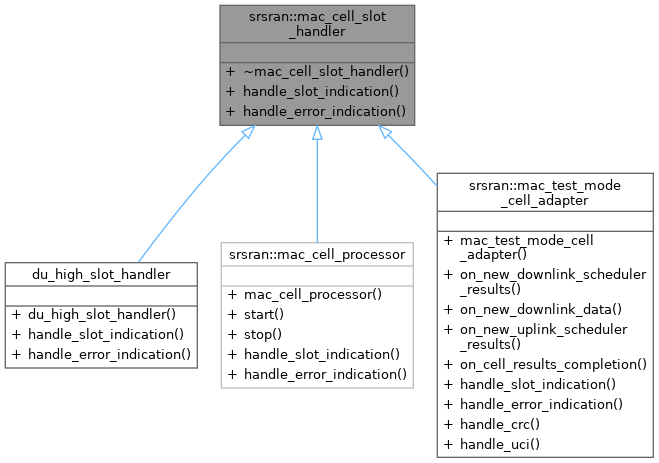 srsran::mac_cell_slot
_handler
+ ~mac_cell_slot_handler()
+ handle_slot_indication()
+ handle_error_indication()
srsran::mac_test_mode
_cell_adapter
+ mac_test_mode_cell
_adapter()
+ on_new_downlink_scheduler
_results()
+ on_new_downlink_data()
+ on_new_uplink_scheduler
_results()
+ on_cell_results_completion()
+ handle_slot_indication()
+ handle_error_indication()
+ handle_crc()
+ handle_uci()
srsran::mac_cell_processor
+ mac_cell_processor()
+ start()
+ stop()
+ handle_slot_indication()
+ handle_error_indication()
du_high_slot_handler
+ du_high_slot_handler()
+ handle_slot_indication()
+ handle_error_indication()